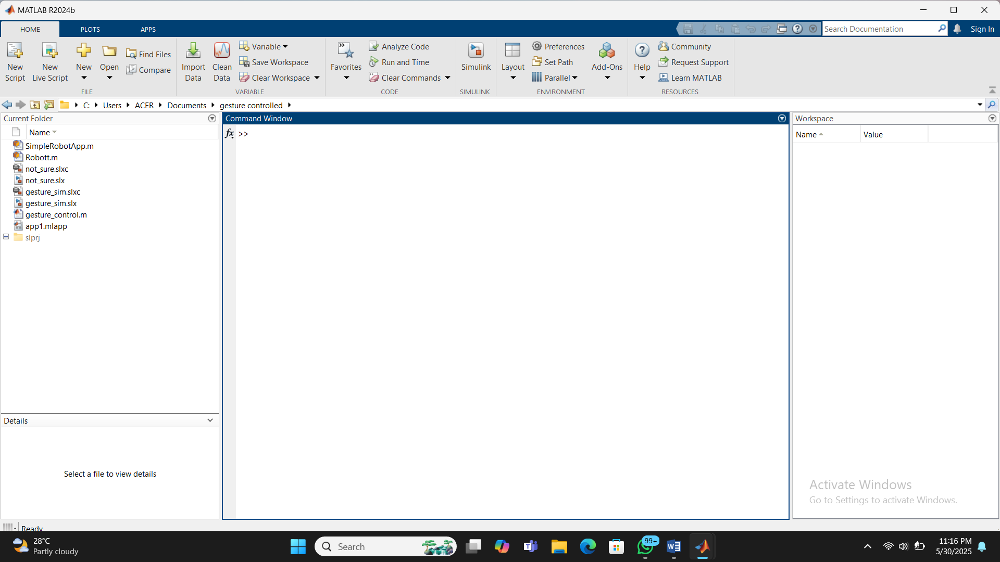 MATLAB R2024b
HOME PLOTS APPS
Search Documentation
Sign In
New Script
New Live Script
New
Open
Find Files
Compare
FILE
Import Data
Clean Data
Variable
Save Workspace
Clear Workspace
VARIABLE
Favorites
Analyze Code
Run and Time
Clear Commands
CODE
Simulink
SIMULINK
Layout
Preferences
Set Path
Parallel
Add-Ons
ENVIRONMENT
Help
Community
Request Support
Learn MATLAB
RESOURCES
C: Users ACER Documents gesture controlled
Current Folder
Name
SimpleRobotApp.m
Robott.m
not_sure.slxc
not_sure.slx
gesture_sim.slxc
gesture_sim.slx
gesture_control.m
app1.mlapp
slprj
Details
Select a file to view details
Command Window
fx >>
Workspace
Name Value
Activate Windows
Go to Settings to activate Windows.
Ready
28°C
Partly cloudy
Search
99+
11:16 PM
5/30/2025